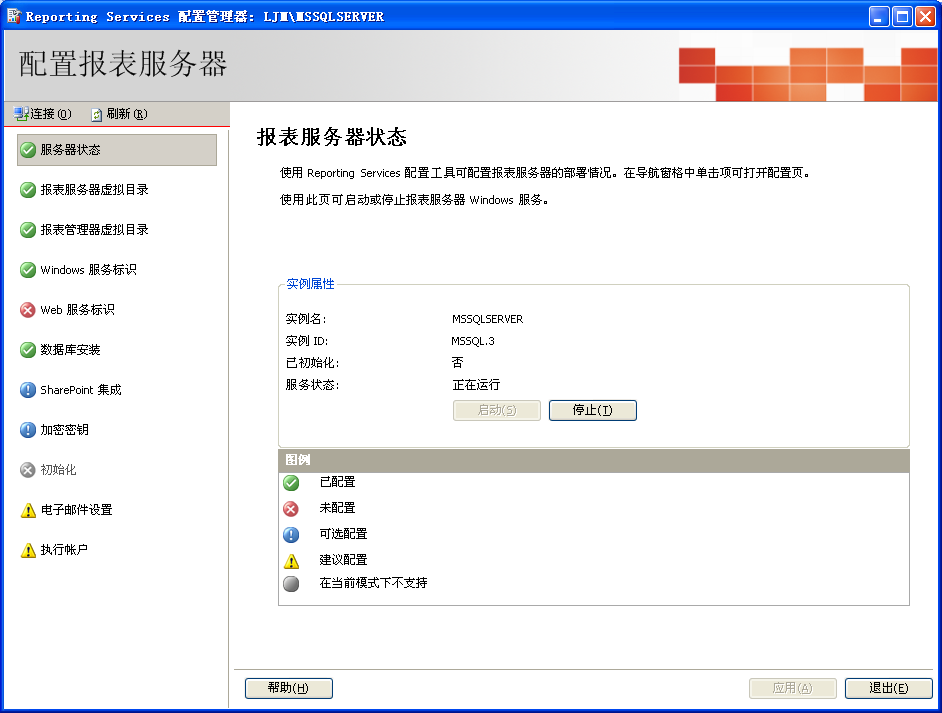 Reporting Services 配置管理器: LJM\MSSQLSERVER
配置报表服务器
连接(O) 刷新(R)
服务器状态
报表服务器虚拟目录
报表管理器虚拟目录
Windows 服务标识
Web 服务标识
数据库安装
SharePoint 集成
加密密钥
初始化
电子邮件设置
执行帐户
报表服务器状态
使用 Reporting Services 配置工具可配置报表服务器的部署情况。在导航窗格中单击项可打开配置页。
使用此页可启动或停止报表服务器 Windows 服务。
实例属性
实例名: MSSQLSERVER
实例 ID: MSSQL.3
已初始化: 否
服务状态: 正在运行
启动(S) 停止(T)
图例
已配置
未配置
可选配置
建议配置
在当前模式下不支持
帮助(H) 应用(A) 退出(E)